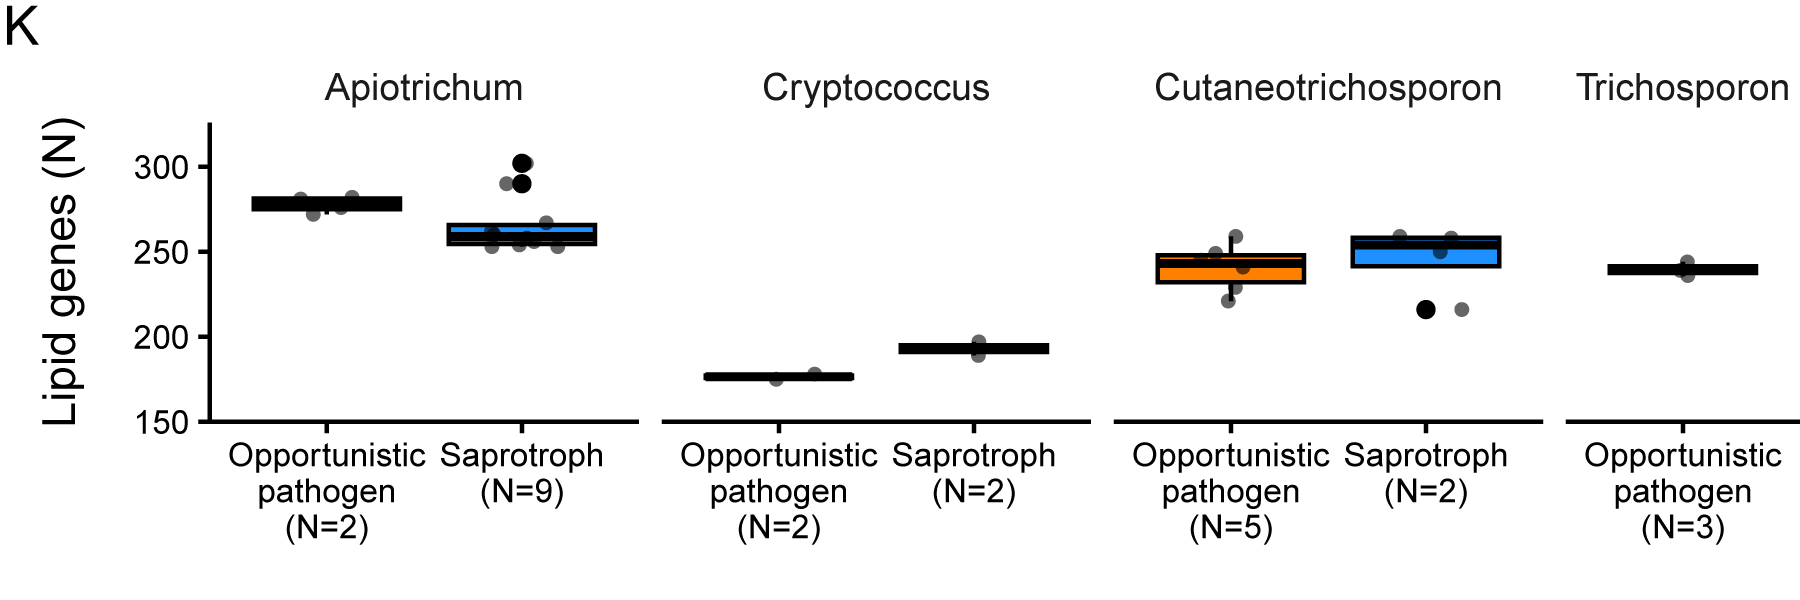 K
Apiotrichum Cryptococcus Cutaneotrichosporon Trichosporon
Lipid genes (N)
300
250
200
150
Opportunistic pathogen (N=2)
Saprotroph (N=9)
Opportunistic pathogen (N=2)
Saprotroph (N=2)
Opportunistic pathogen (N=5)
Saprotroph (N=2)
Opportunistic pathogen (N=3)